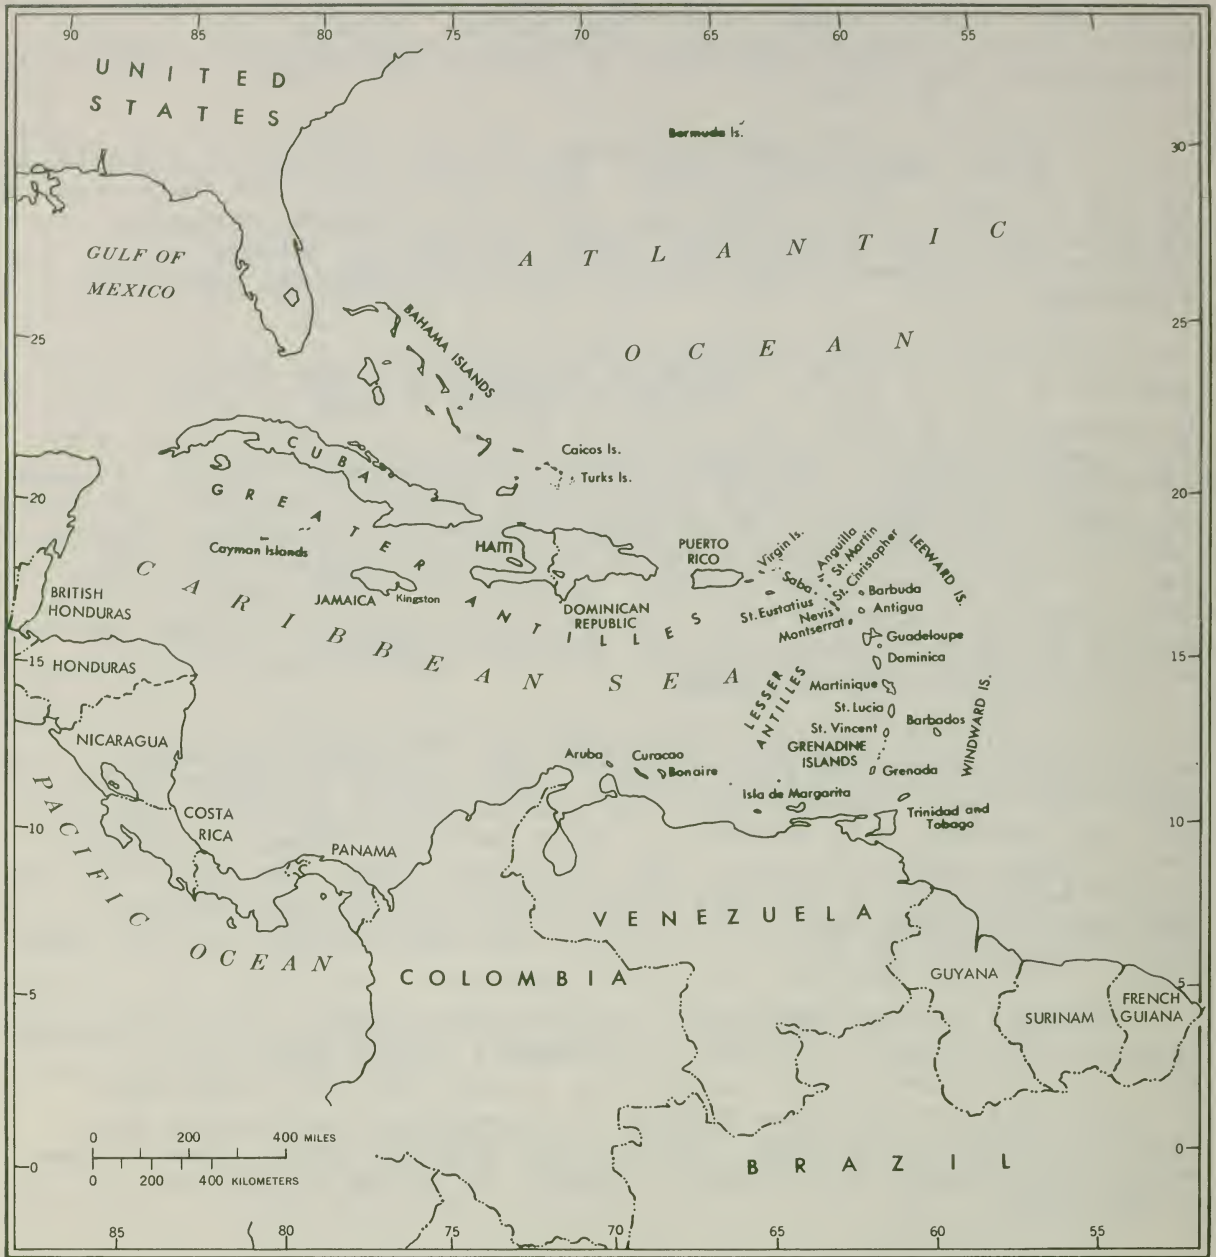 90 85 80 75 70 65 60 55
UNITED
STATES
Bermuda Is.
30
GULF OF
MEXICO
ATLANTIC
OCEAN
25
25
BAHAMA ISLANDS
CUBA
Caicos Is.
Turks Is.
20
20
GREATER ANTILLES
Cayman Islands
HAITI
PUERTO
RICO
Virgin Is.
Anguilla
St. Martin
St. Christopher
LEEWARD IS.
Saba
St. Eustatius
Nevis
Montserrat
Barbuda
Antigua
BRITISH
HONDURAS
CARIBBEAN SEA
JAMAICA
Kingston
DOMINICAN
REPUBLIC
Guadeloupe
Dominica
15
15
HONDURAS
LESSER
ANTILLES
Martinique
St. Lucia
St. Vincent
Barbados
WINDWARD IS.
GRENADINE
ISLANDS
Grenada
NICARAGUA
Aruba
Curacao
Bonaire
Isla de Margarita
Trinidad and
Tobago
PACIFIC OCEAN
COSTA
RICA
10
10
PANAMA
VENEZUELA
COLOMBIA
GUYANA
SURINAM
FRENCH
GUIANA
5
5
0 200 400 MILES
0 200 400 KILOMETERS
0
0
BRAZIL
85 80 75 70 65 60 55